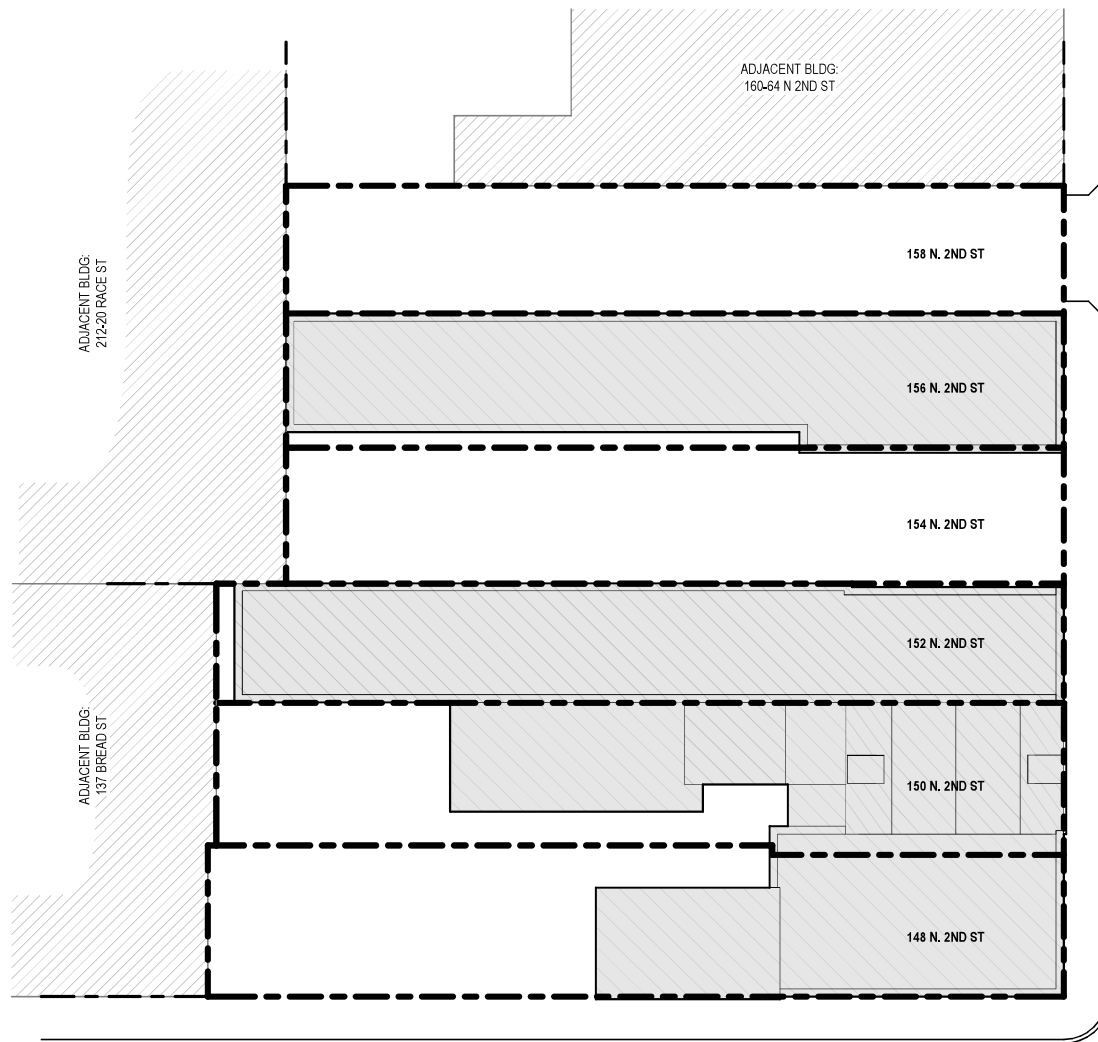 ADJACENT BLDG:
160-64 N 2ND ST
158 N. 2ND ST
ADJACENT BLDG:
212-20 RACE ST
156 N. 2ND ST
154 N. 2ND ST
152 N. 2ND ST
ADJACENT BLDG:
137 BREAD ST
150 N. 2ND ST
148 N. 2ND ST